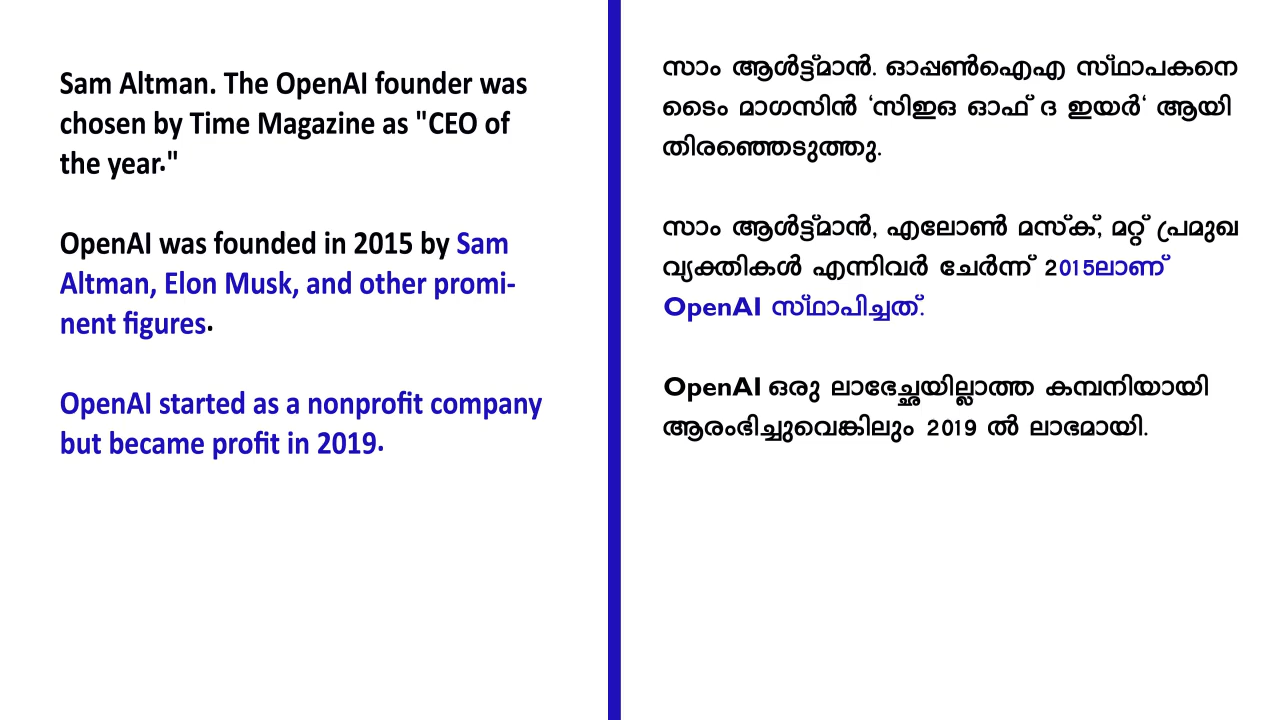 Sam Altman. The OpenAI founder was
chosen by Time Magazine as "CEO of
the year."
OpenAI was founded in 2015 by Sam
Altman, Elon Musk, and other promi-
nent figures.
OpenAI started as a nonprofit company
but became profit in 2019.
സാം ആൾട്ട്മാൻ. ഓപ്പൺഐഎ സ്ഥാപകനെ
ടൈം മാഗസിൻ ‘സിഇഒ ഓഫ് ദ ഇയർ‘ ആയി
തിരഞ്ഞെടുത്തു.
സാം ആൾട്ട്മാൻ, എലോൺ മസ്ക്, മറ്റ് പ്രമുഖ
വ്യക്തികൾ എന്നിവർ ചേർന്ന് 2015ലാണ്
OpenAI സ്ഥാപിച്ചത്.
OpenAI ഒരു ലാഭേച്ഛയില്ലാത്ത കമ്പനിയായി
ആരംഭിച്ചുവെങ്കിലും 2019 ൽ ലാഭമായി.